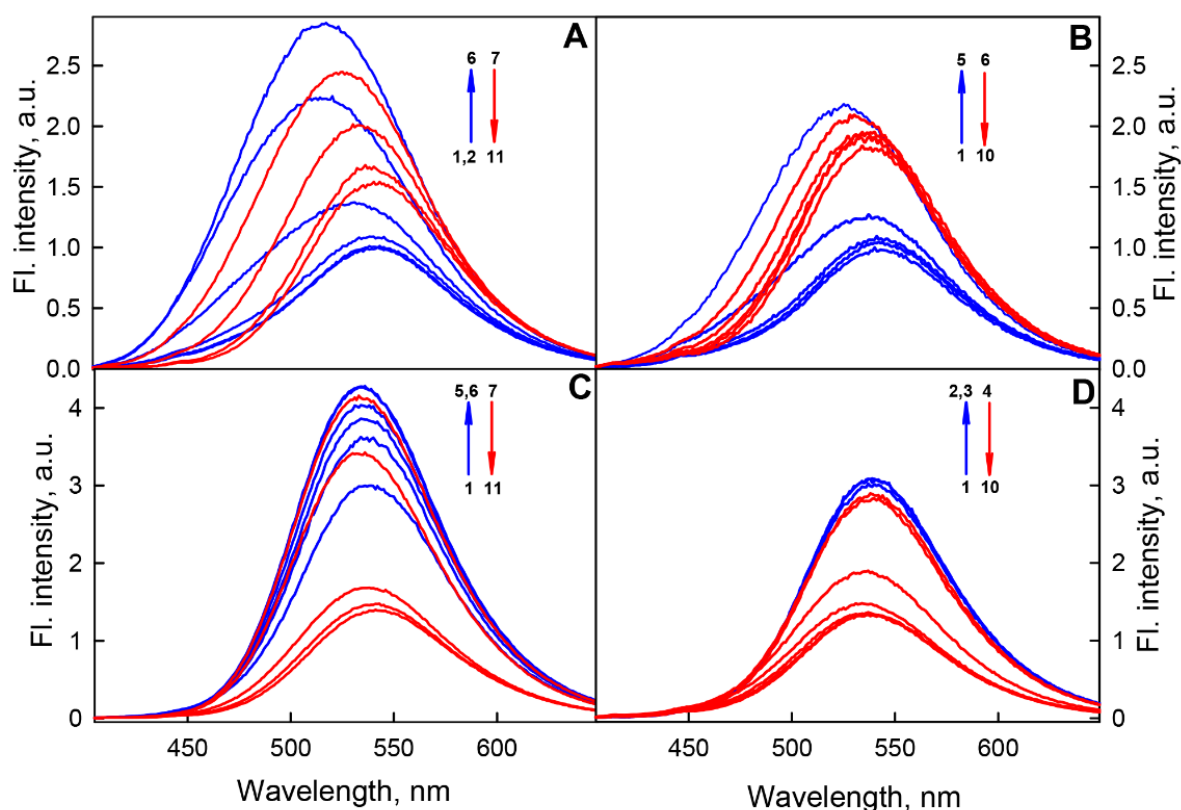 A
B
6 7
1,2 11
5 6
1 10
Fl. intensity, a.u.
2.5
2.0
1.5
1.0
0.5
0.0
2.5
2.0
1.5
1.0
0.5
0.0
Fl. intensity, a.u.
C
D
5,6 7
1 11
2,3 4
1 10
Fl. intensity, a.u.
4
3
2
1
0
4
3
2
1
0
Fl. intensity, a.u.
450 500 550 600
450 500 550 600
Wavelength, nm
Wavelength, nm